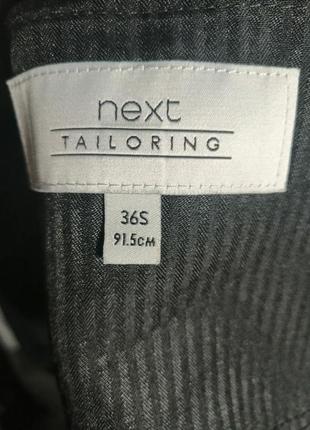 next
TAILORING
36S
91.5CM